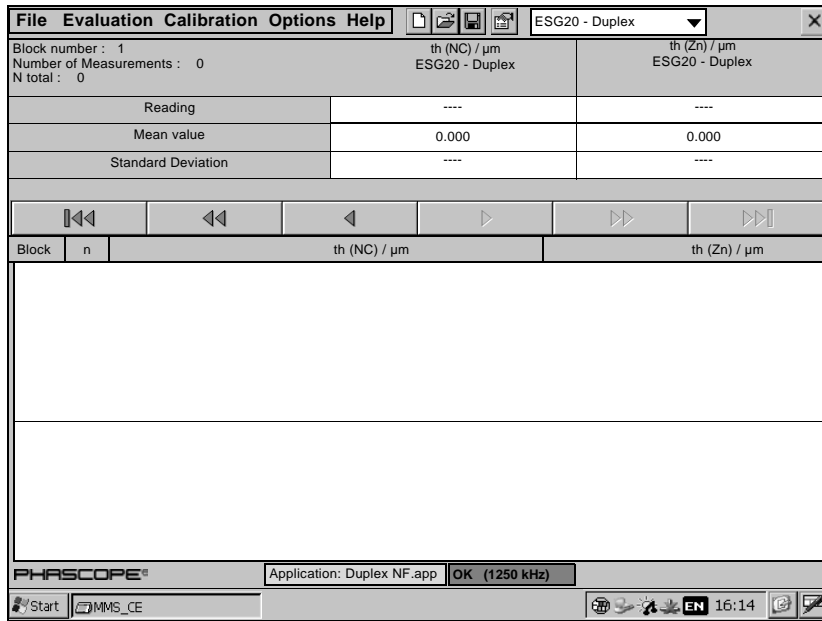 File Evaluation Calibration Options Help ESG20 - Duplex
Block number : 1
Number of Measurements : 0
N total : 0
th (NC) / µm
ESG20 - Duplex
th (Zn) / µm
ESG20 - Duplex
Reading ---- ----
Mean value 0.000 0.000
Standard Deviation ---- ----
Block n th (NC) / µm th (Zn) / µm
PHASCOPE® Application: Duplex NF.app OK (1250 kHz)
Start MMS_CE EN 16:14